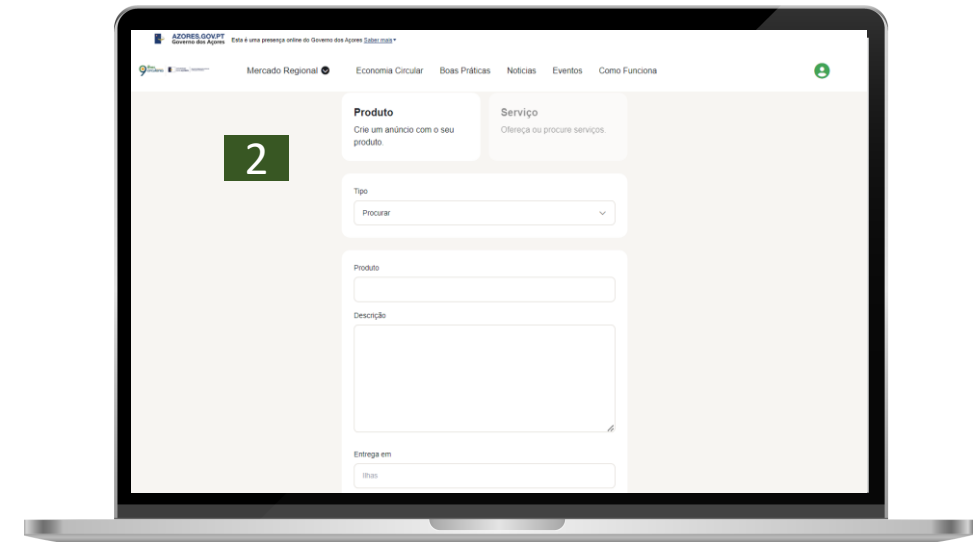 AZORES.GOV.PT
Governo dos Açores
Esta é uma presença online do Governo dos Açores Saber mais
Mercado Regional
Economia Circular
Boas Práticas
Noticias
Eventos
Como Funciona
Produto
Crie um anúncio com o seu
produto.
Serviço
Ofereça ou procure serviços.
2
Tipo
Procurar
Produto
Descrição
Entrega em
Ilhas